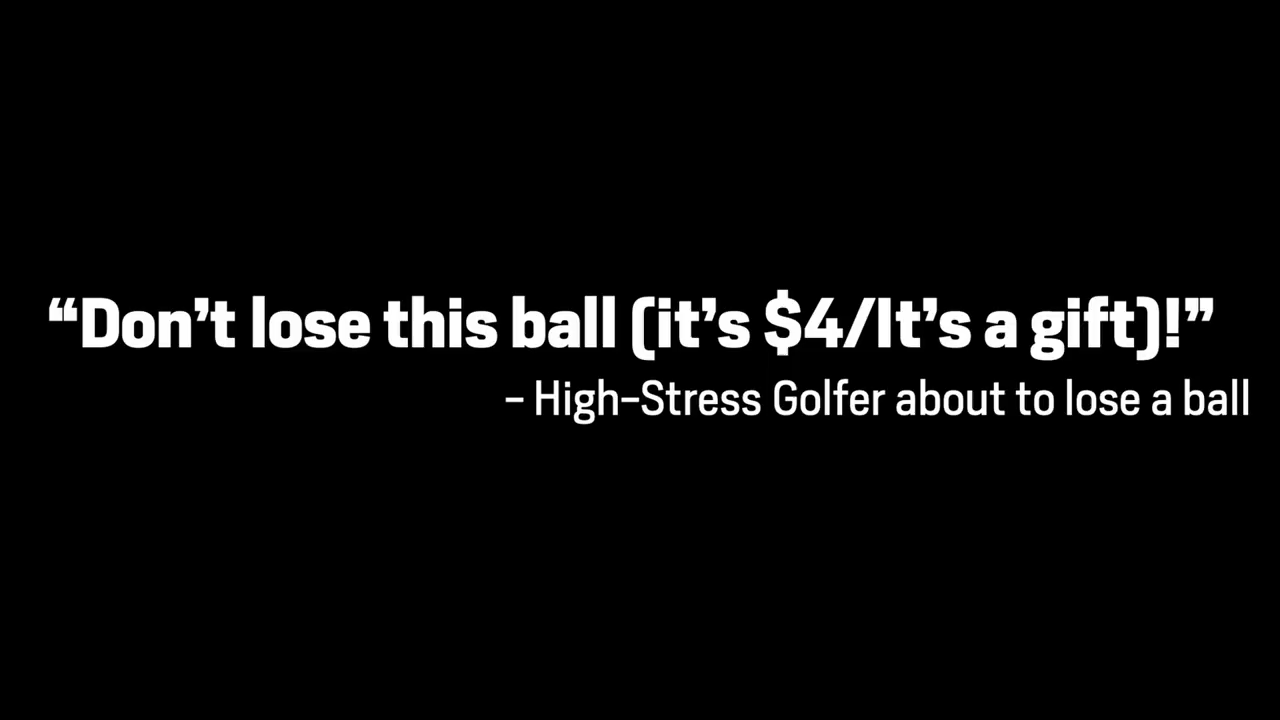 “Don’t lose this ball (it’s $4/It’s a gift)!”
– High-Stress Golfer about to lose a ball